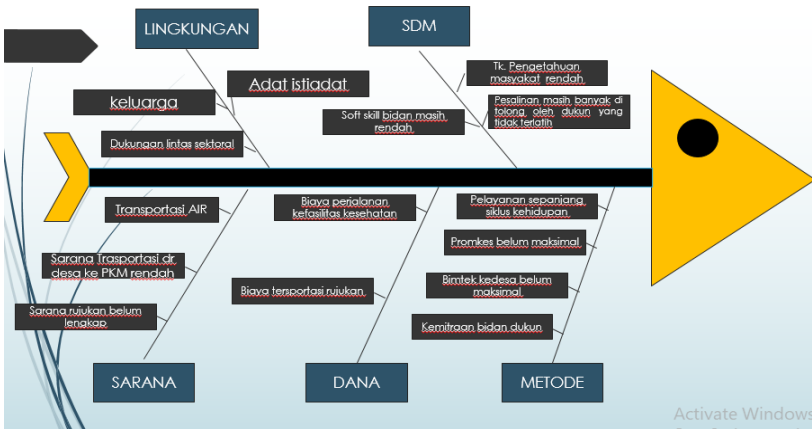 LINGKUNGAN
SDM
Adat istiadat
keluarga
Dukungan lintas sektoral
Tk. Pengetahuan
masyakat rendah
Soft skill bidan masih
rendah
Pesalinan masih banyak di
tolong oleh dukun yang
tidak terlatih
Transportasi AIR
Sarana Trasportasi dr
desa ke PKM rendah
Sarana rujukan belum
lengkap
Biaya perjalanan
kefasilitas kesehatan
Biaya tersportasi rujukan
Pelayanan sepanjang
siklus kehidupan
Promkes belum maksimal
Bimtek kedesa belum
maksimal
Kemitraan bidan dukun
SARANA
DANA
METODE
Activate Windows